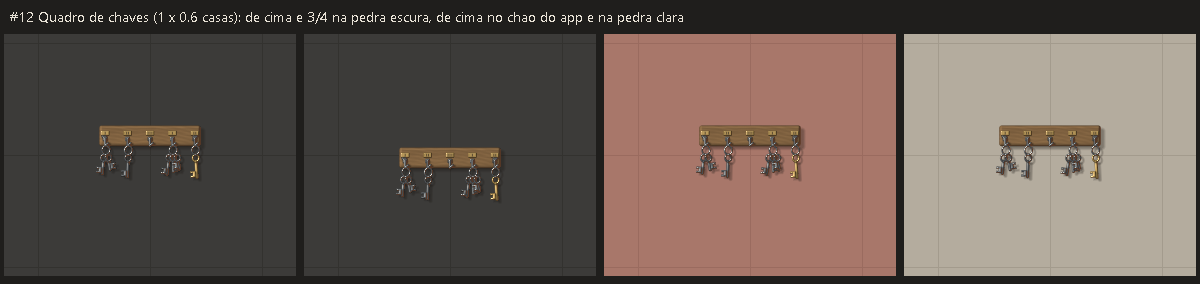 #12 Quadro de chaves (1 x 0.6 casas): de cima e 3/4 na pedra escura, de cima no chao do app e na pedra clara